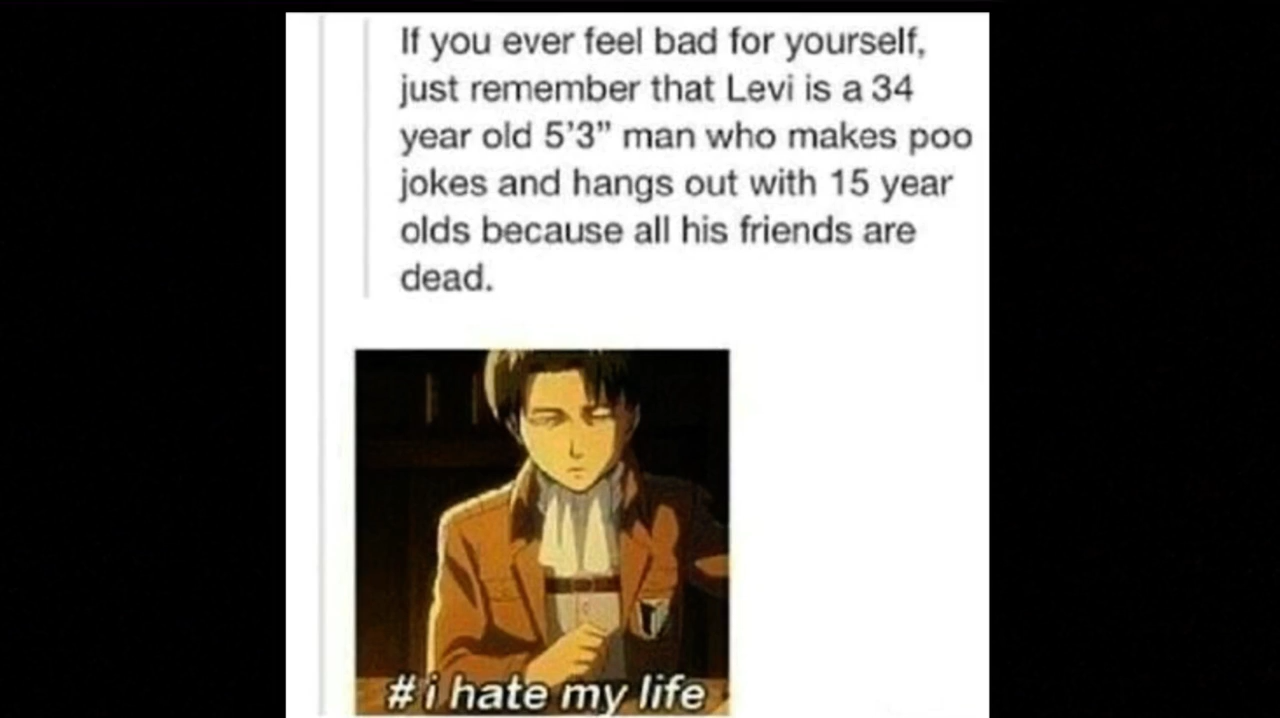 If you ever feel bad for yourself,
just remember that Levi is a 34
year old 5’3” man who makes poo
jokes and hangs out with 15 year
olds because all his friends are
dead.
# i hate my life